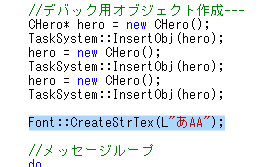 //デバック用オブジェクト作成---
CHero* hero = new CHero();
TaskSystem::InsertObj(hero);
hero = new CHero();
TaskSystem::InsertObj(hero);
hero = new CHero();
TaskSystem::InsertObj(hero);
Font::CreateStrTex(L"あAA");
//メッセージループ
do